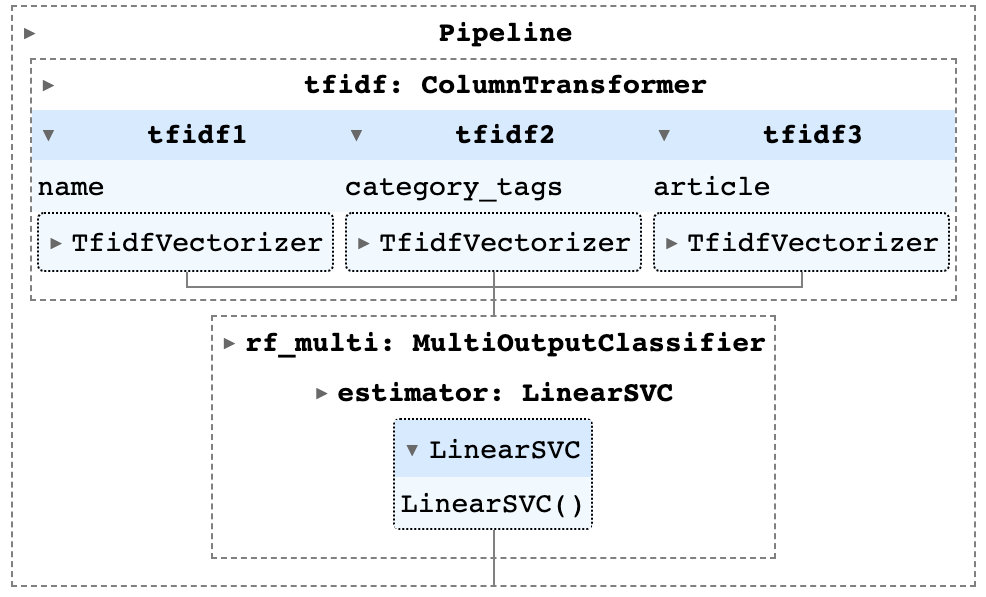 Pipeline
tfidf: ColumnTransformer
tfidf1 tfidf2 tfidf3
name category_tags article
TfidfVectorizer TfidfVectorizer TfidfVectorizer
rf_multi: MultiOutputClassifier
estimator: LinearSVC
LinearSVC
LinearSVC()